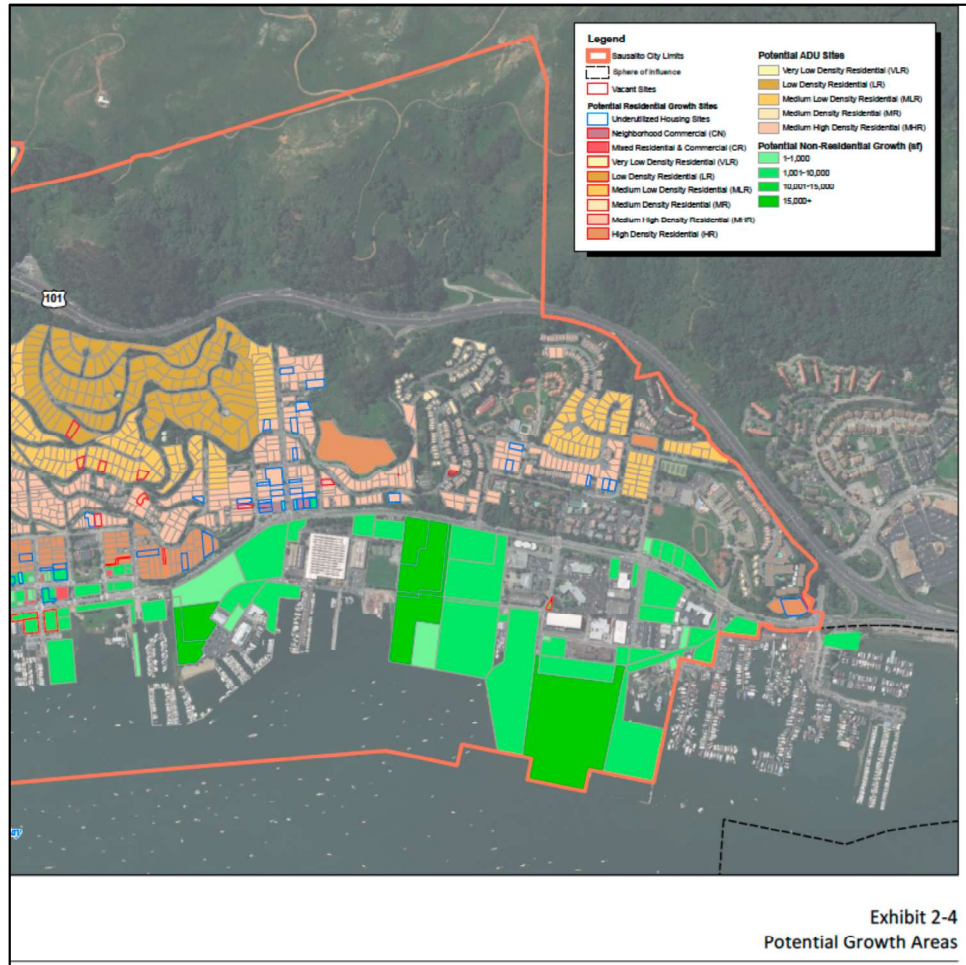 Legend
Sausalito City Limits
Sphere of Influence
Vacant Sites
Potential Residential Growth Sites
Underutilized Housing Sites
Neighborhood Commercial (CN)
Mixed Residential & Commercial (CR)
Very Low Density Residential (VLR)
Low Density Residential (LR)
Medium Low Density Residential (MLR)
Medium Density Residential (MR)
Medium High Density Residential (MHR)
High Density Residential (HR)
Potential ADU Sites
Very Low Density Residential (VLR)
Low Density Residential (LR)
Medium Low Density Residential (MLR)
Medium Density Residential (MR)
Medium High Density Residential (MHR)
Potential Non-Residential Growth (sf)
1-1,000
1,001-10,000
10,001-15,000
15,000+
101
Exhibit 2-4
Potential Growth Areas